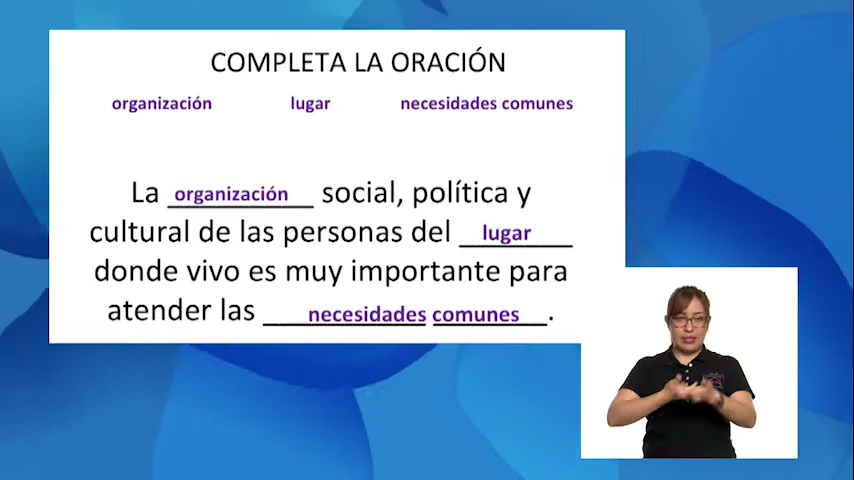 COMPLETA LA ORACIÓN
organización lugar necesidades comunes
La organización social, política y
cultural de las personas del lugar
donde vivo es muy importante para
atender las necesidades comunes.